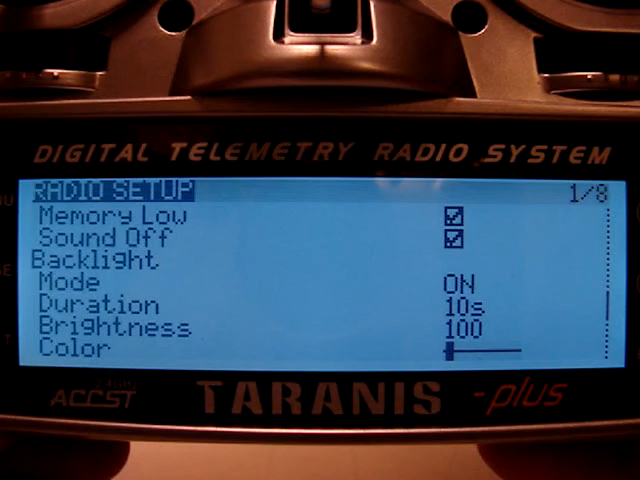 DIGITAL TELEMETRY RADIO SYSTEM
RADIO SETUP 1/8
Memory Low
Sound Off
Backlight
Mode ON
Duration 10s
Brightness 100
Color
ACCST TARANIS -plus